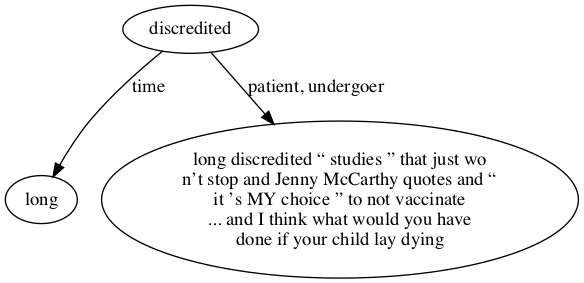 discredited
time
patient, undergoer
long
long discredited “ studies ” that just wo
n’t stop and Jenny McCarthy quotes and “
it ’s MY choice ” to not vaccinate
... and I think what would you have
done if your child lay dying